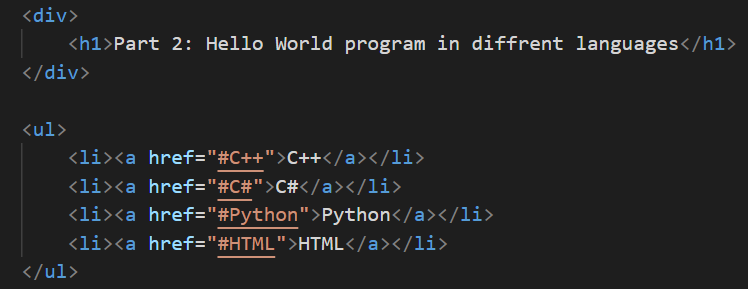 <div>
<h1>Part 2: Hello World program in diffrent languages</h1>
</div>
<ul>
<li><a href="#C++">C++</a></li>
<li><a href="#C#">C#</a></li>
<li><a href="#Python">Python</a></li>
<li><a href="#HTML">HTML</a></li>
</ul>